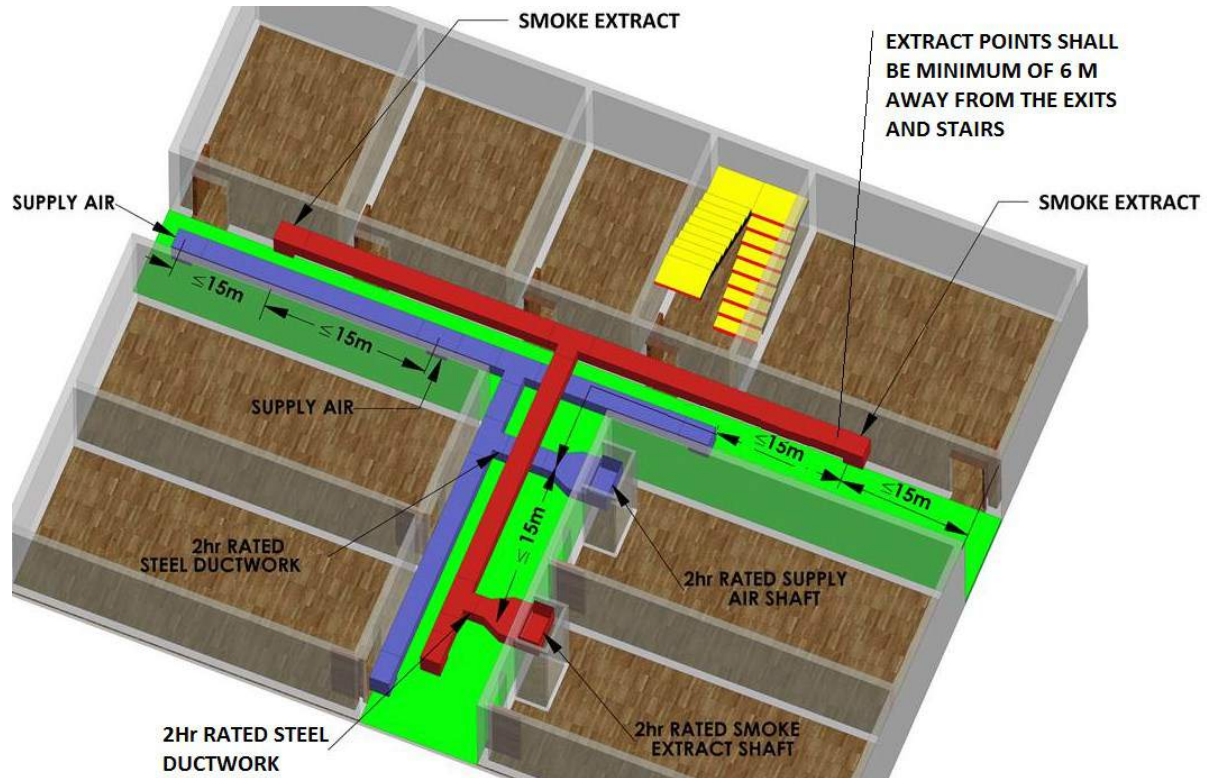 SMOKE EXTRACT
EXTRACT POINTS SHALL
BE MINIMUM OF 6 M
AWAY FROM THE EXITS
AND STAIRS
SMOKE EXTRACT
SUPPLY AIR
≤15m
≤15m
SUPPLY AIR
≤15m
≤15m
≤15m
2hr RATED
STEEL DUCTWORK
2hr RATED SUPPLY
AIR SHAFT
2Hr RATED STEEL
DUCTWORK
2hr RATED SMOKE
EXTRACT SHAFT